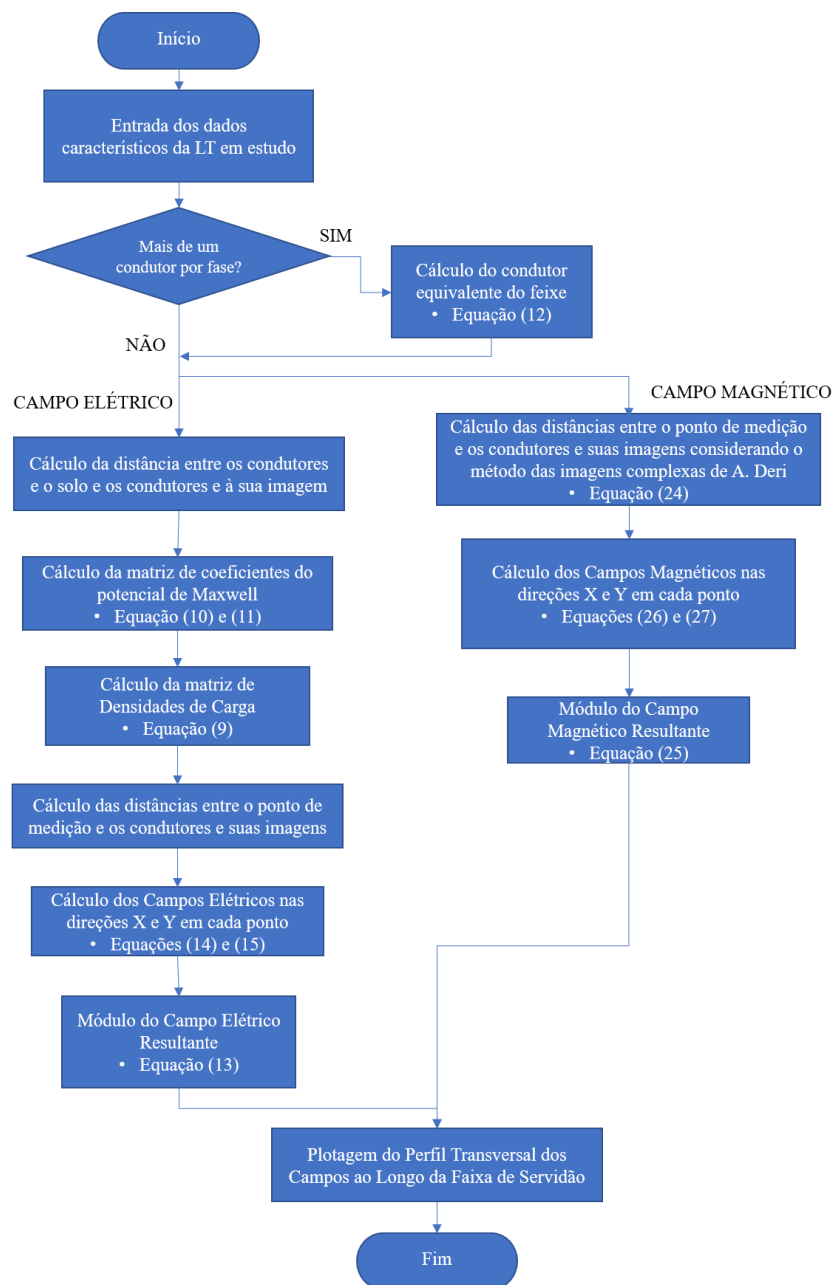 Início
Entrada dos dados
característicos da LT em estudo
Mais de um
condutor por fase?
SIM
Cálculo do condutor
equivalente do feixe
• Equação (12)
NÃO
CAMPO ELÉTRICO
CAMPO MAGNÉTICO
Cálculo da distância entre os condutores
e o solo e os condutores e à sua imagem
Cálculo da matriz de coeficientes do
potencial de Maxwell
• Equação (10) e (11)
Cálculo da matriz de
Densidades de Carga
• Equação (9)
Cálculo das distâncias entre o ponto de
medição e os condutores e suas imagens
Cálculo dos Campos Elétricos nas
direções X e Y em cada ponto
• Equações (14) e (15)
Módulo do Campo Elétrico
Resultante
• Equação (13)
Cálculo das distâncias entre o ponto de medição
e os condutores e suas imagens considerando o
método das imagens complexas de A. Deri
• Equação (24)
Cálculo dos Campos Magnéticos nas
direções X e Y em cada ponto
• Equações (26) e (27)
Módulo do Campo
Magnético Resultante
• Equação (25)
Plotagem do Perfil Transversal dos
Campos ao Longo da Faixa de Servidão
Fim